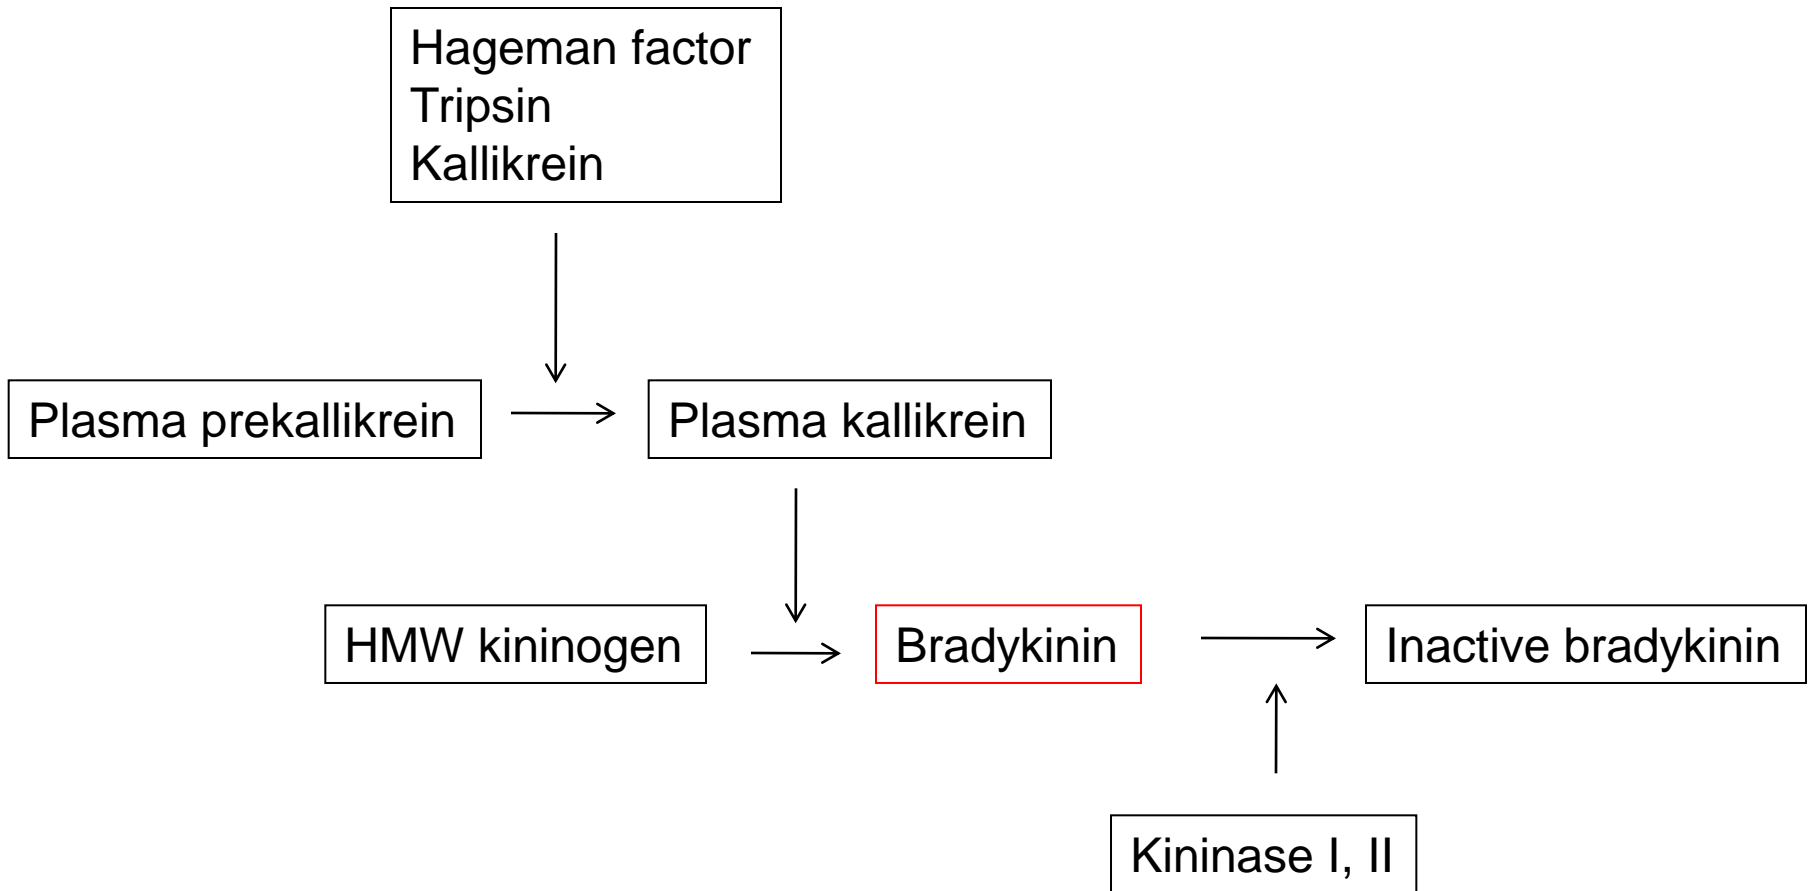 Hageman factor
Tripsin
Kallikrein
Plasma prekallikrein
Plasma kallikrein
HMW kininogen
Bradykinin
Inactive bradykinin
Kininase I, II